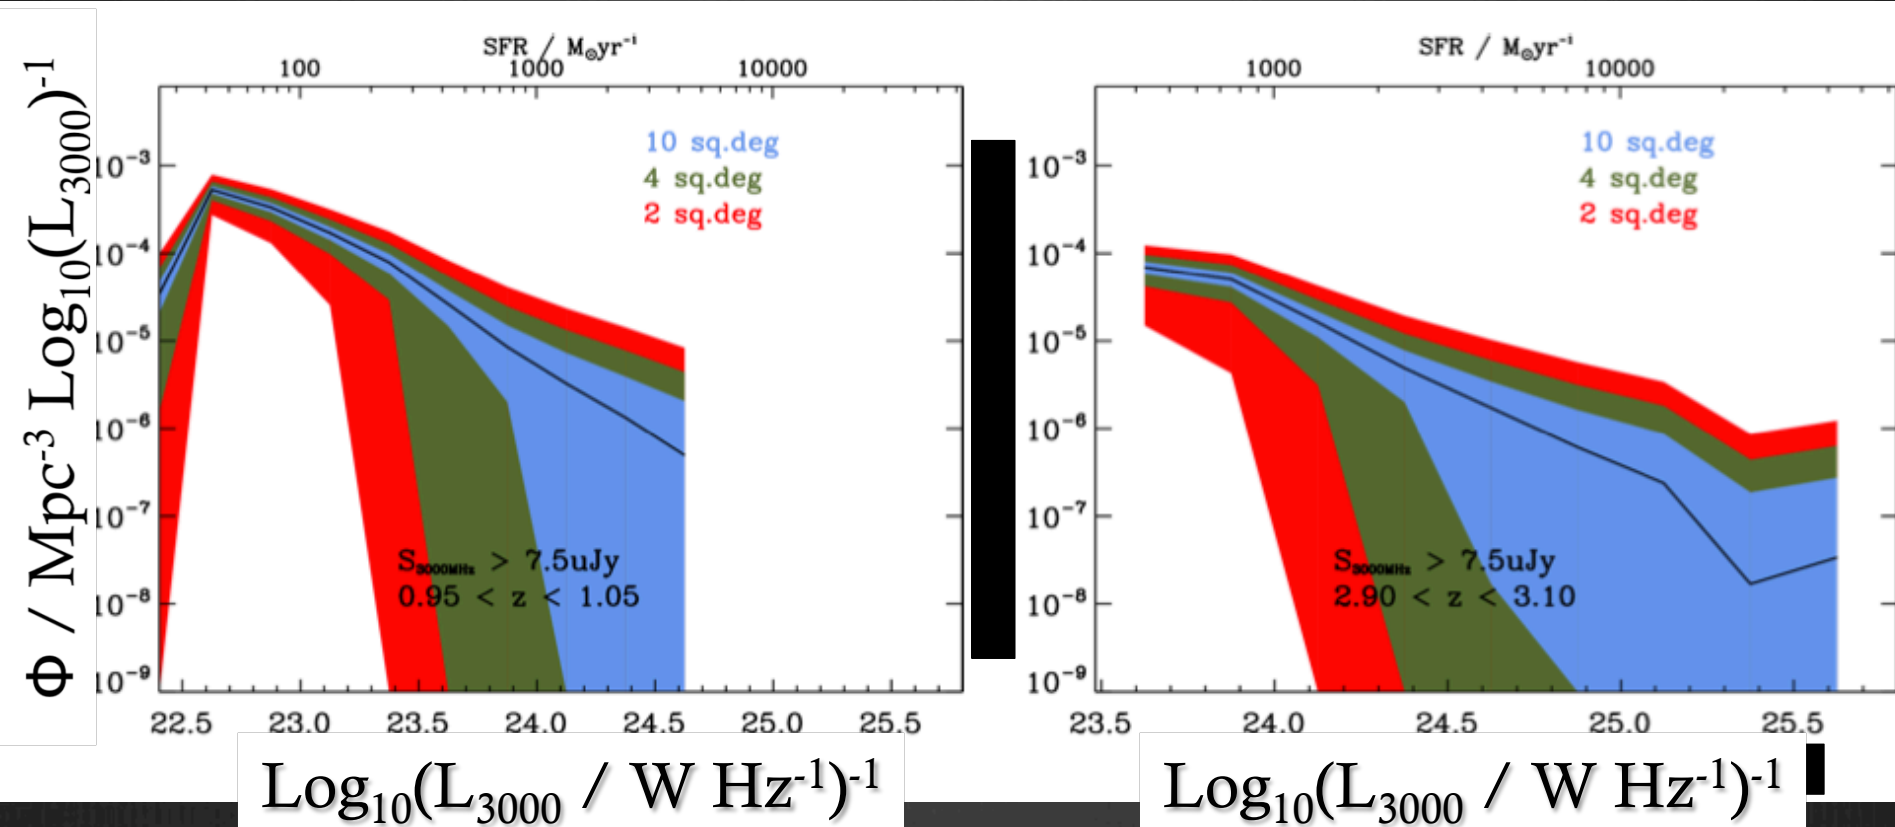 Φ / Mpc-3 Log10(L3000)-1
SFR / M⊙yr-1
100 1000 10000
10 sq.deg
4 sq.deg
2 sq.deg
10-3
10-4
10-5
10-6
10-7
10-8
10-9
S3000MHz > 7.5uJy
0.95 < z < 1.05
22.5 23.0 23.5 24.0 24.5 25.0 25.5
Log10(L3000 / W Hz-1)-1
SFR / M⊙yr-1
1000 10000
10 sq.deg
4 sq.deg
2 sq.deg
10-3
10-4
10-5
10-6
10-7
10-8
10-9
S3000MHz > 7.5uJy
2.90 < z < 3.10
23.5 24.0 24.5 25.0 25.5
Log10(L3000 / W Hz-1)-1